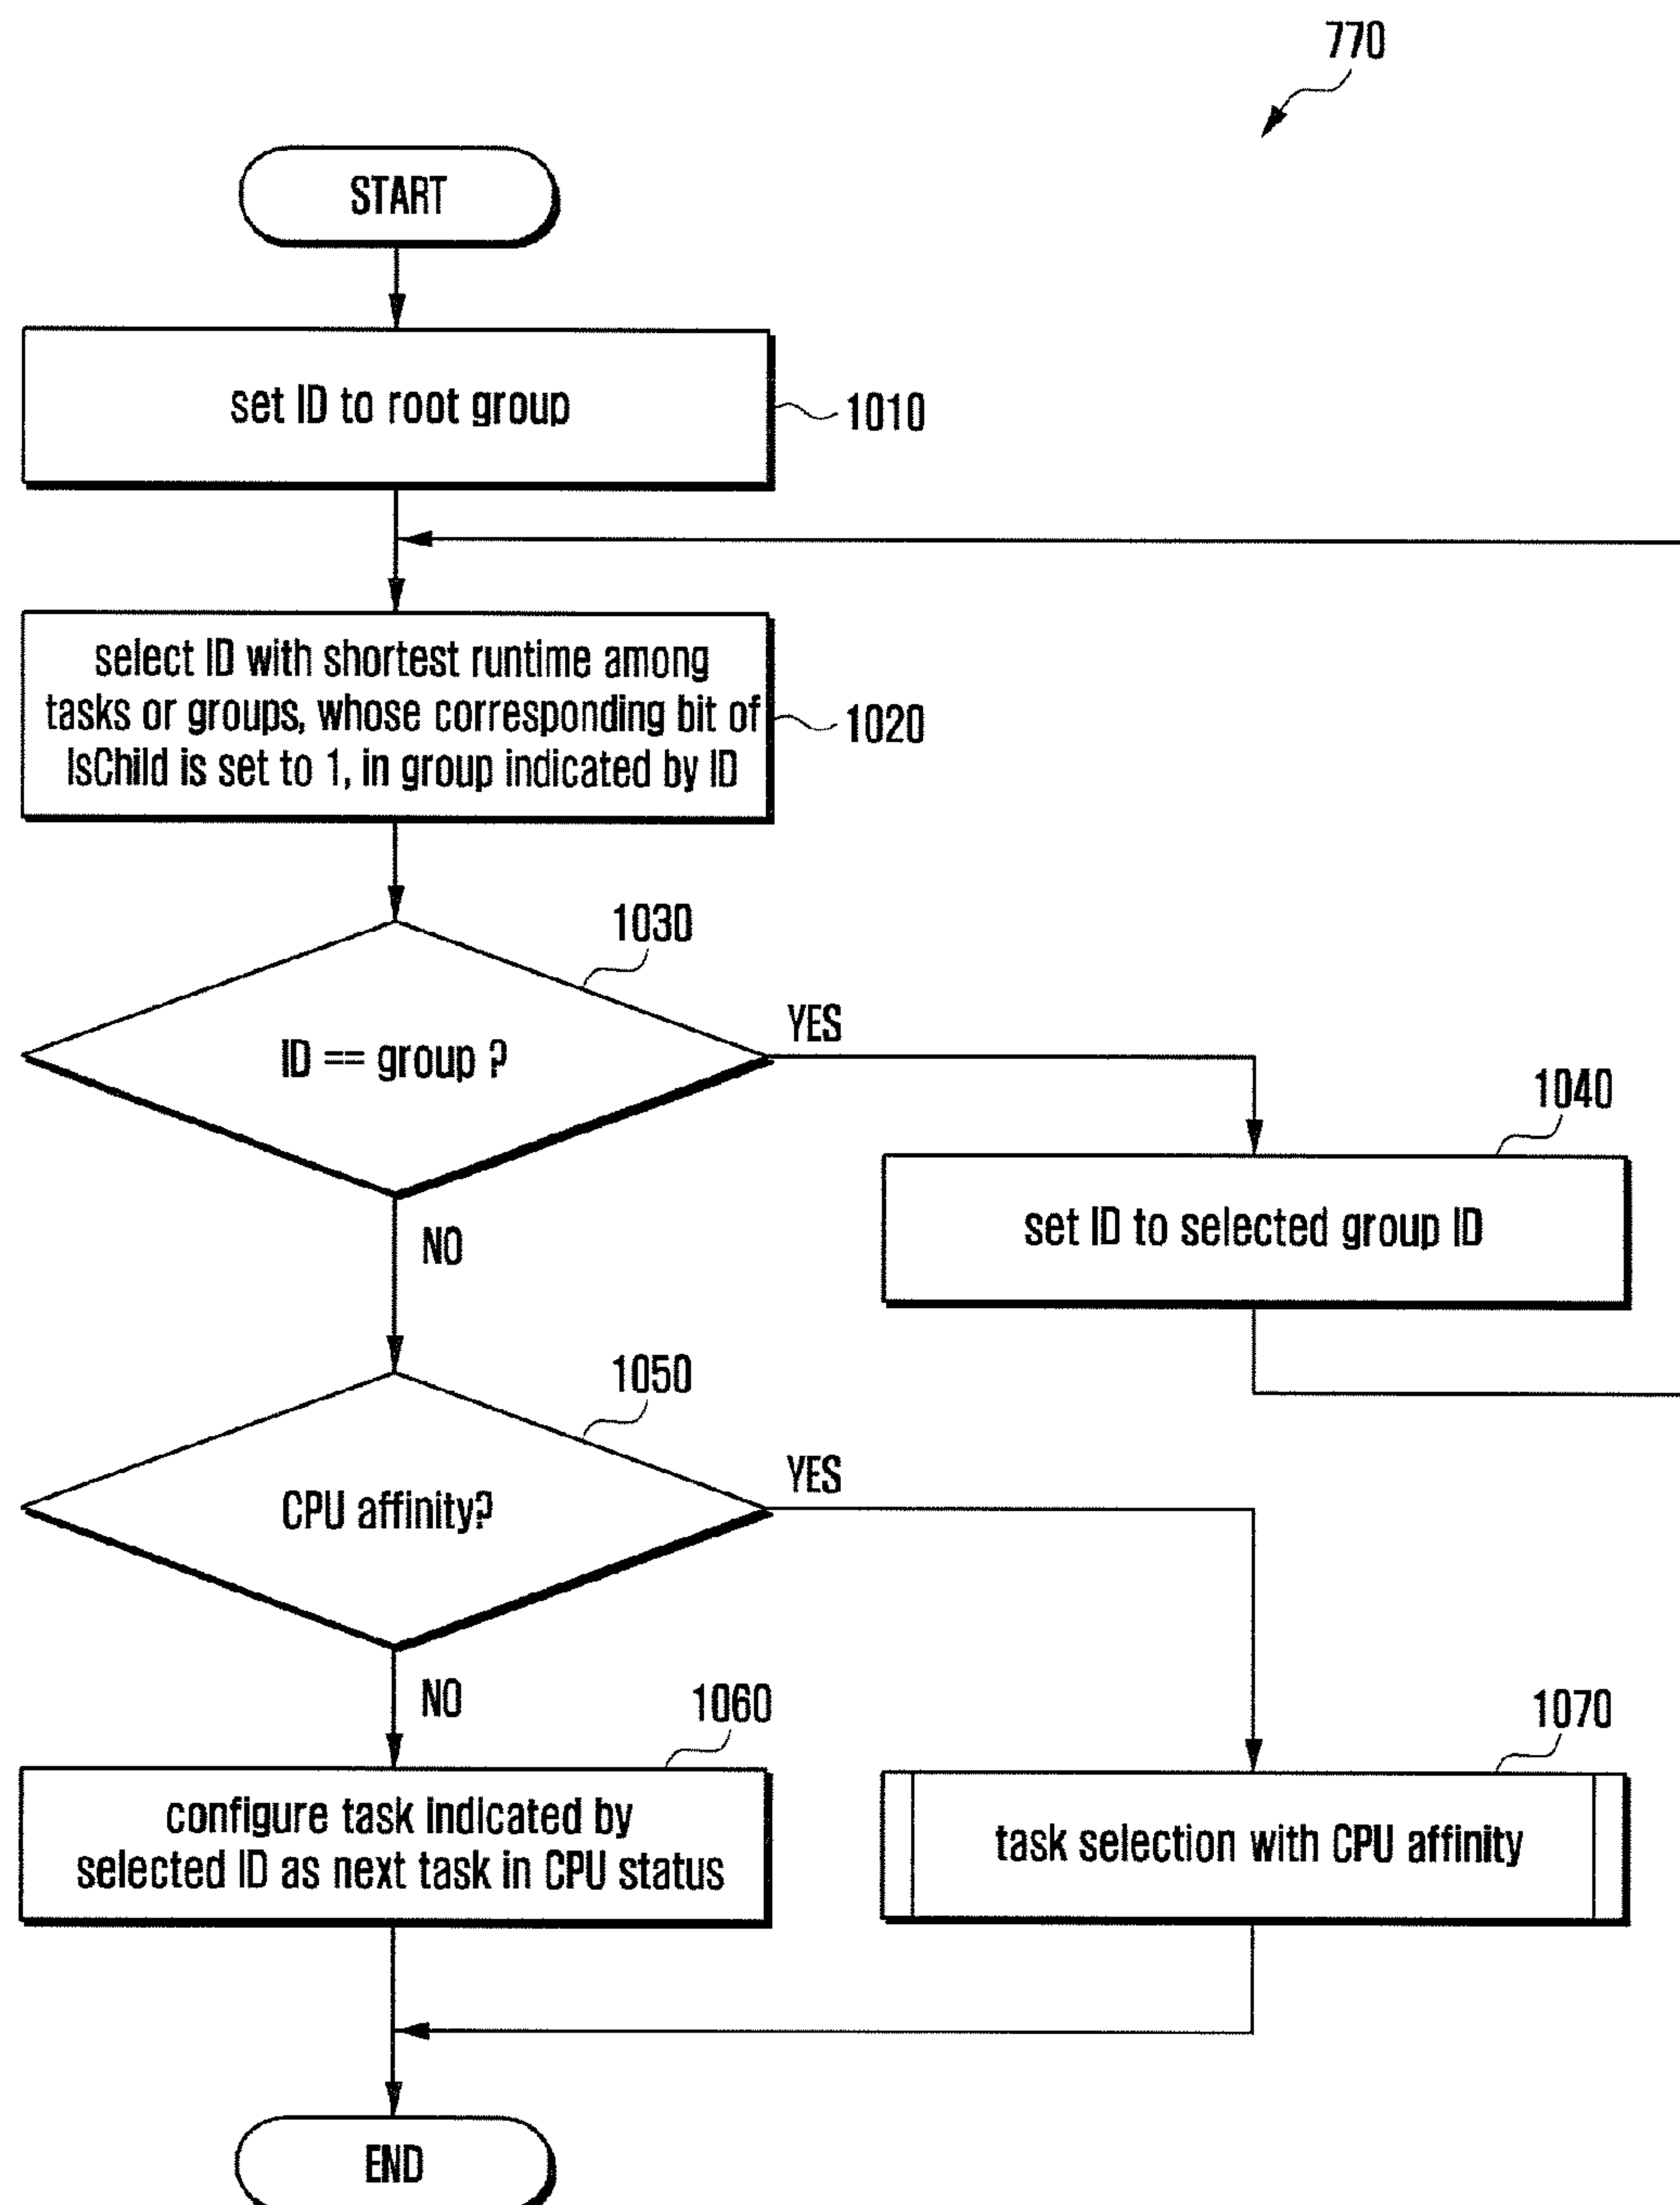 770
START
set ID to root group
1010
select ID with shortest runtime among
tasks or groups, whose corresponding bit of
IsChild is set to 1, in group indicated by ID
1020
1030
ID == group ?
YES
NO
1040
set ID to selected group ID
1050
CPU affinity?
YES
NO
1060
configure task indicated by
selected ID as next task in CPU status
1070
task selection with CPU affinity
END